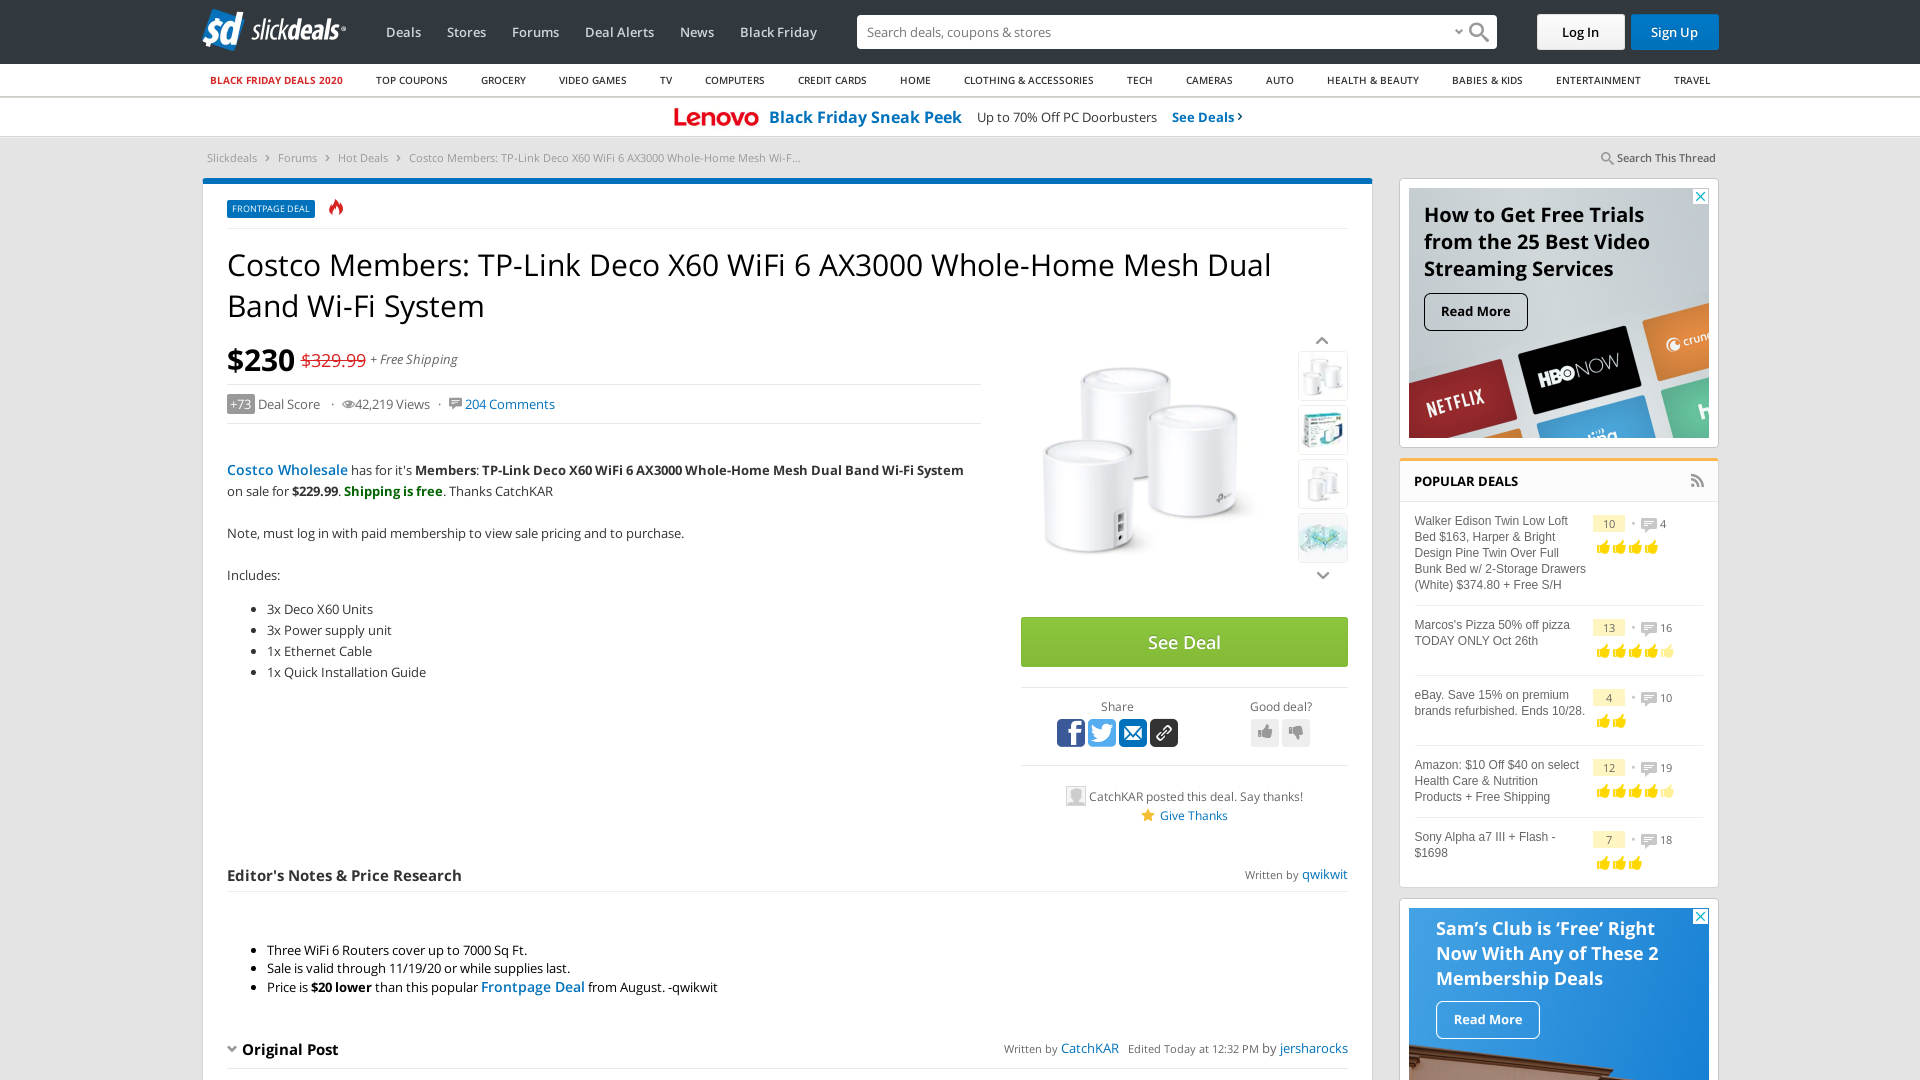 $d slickdeals
Deals Stores Forums Deal Alerts News Black Friday
Search deals, coupons & stores
Log In
Sign Up
BLACK FRIDAY DEALS 2020 TOP COUPONS GROCERY VIDEO GAMES TV COMPUTERS CREDIT CARDS HOME CLOTHING & ACCESSORIES TECH CAMERAS AUTO HEALTH & BEAUTY BABIES & KIDS ENTERTAINMENT TRAVEL
Lenovo Black Friday Sneak Peek Up to 70% Off PC Doorbusters See Deals
Slickdeals Forums Hot Deals Costco Members: TP-Link Deco X60 WiFi 6 AX3000 Whole-Home Mesh Wi-F...
Search This Thread
FRONTPAGE DEAL
Costco Members: TP-Link Deco X60 WiFi 6 AX3000 Whole-Home Mesh Dual
Band Wi-Fi System
$230 $329.99 + Free Shipping
+73 Deal Score · 42,219 Views · 204 Comments
Costco Wholesale has for it's Members: TP-Link Deco X60 WiFi 6 AX3000 Whole-Home Mesh Dual Band Wi-Fi System
on sale for $229.99. Shipping is free. Thanks CatchKAR
Note, must log in with paid membership to view sale pricing and to purchase.
Includes:
3x Deco X60 Units
3x Power supply unit
1x Ethernet Cable
1x Quick Installation Guide
See Deal
Share
Good deal?
CatchKAR posted this deal. Say thanks!
Give Thanks
Editor's Notes & Price Research
Written by qwikwit
Three WiFi 6 Routers cover up to 7000 Sq Ft.
Sale is valid through 11/19/20 or while supplies last.
Price is $20 lower than this popular Frontpage Deal from August. -qwikwit
Original Post
Written by CatchKAR Edited Today at 12:32 PM by jersharocks
How to Get Free Trials
from the 25 Best Video
Streaming Services
Read More
NETFLIX
HBO NOW
crun
ling
h
POPULAR DEALS
Walker Edison Twin Low Loft
Bed $163, Harper & Bright
Design Pine Twin Over Full
Bunk Bed w/ 2-Storage Drawers
(White) $374.80 + Free S/H
10 • 4
Marcos's Pizza 50% off pizza
TODAY ONLY Oct 26th
13 • 16
eBay. Save 15% on premium
brands refurbished. Ends 10/28.
4 • 10
Amazon: $10 Off $40 on select
Health Care & Nutrition
Products + Free Shipping
12 • 19
Sony Alpha a7 III + Flash -
$1698
7 • 18
Sam's Club is 'Free' Right
Now With Any of These 2
Membership Deals
Read More